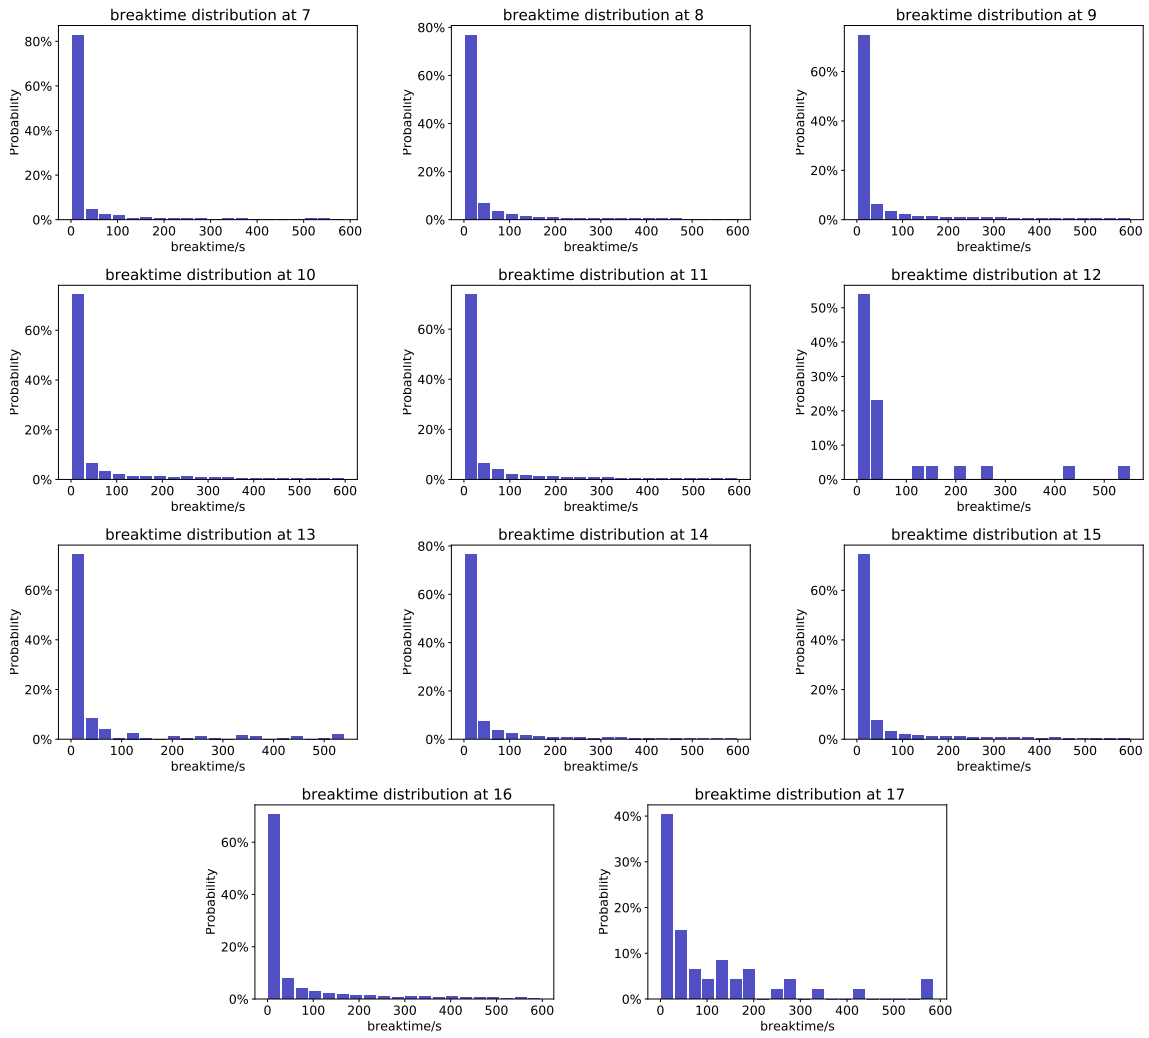 breaktime distribution at 7
80%
60%
40%
20%
0%
Probability
0 100 200 300 400 500 600
breaktime/s
breaktime distribution at 8
80%
60%
40%
20%
0%
Probability
0 100 200 300 400 500 600
breaktime/s
breaktime distribution at 9
60%
40%
20%
0%
Probability
0 100 200 300 400 500 600
breaktime/s
breaktime distribution at 10
60%
40%
20%
0%
Probability
0 100 200 300 400 500 600
breaktime/s
breaktime distribution at 11
60%
40%
20%
0%
Probability
0 100 200 300 400 500 600
breaktime/s
breaktime distribution at 12
50%
40%
30%
20%
10%
0%
Probability
0 100 200 300 400 500
breaktime/s
breaktime distribution at 13
60%
40%
20%
0%
Probability
0 100 200 300 400 500
breaktime/s
breaktime distribution at 14
80%
60%
40%
20%
0%
Probability
0 100 200 300 400 500 600
breaktime/s
breaktime distribution at 15
60%
40%
20%
0%
Probability
0 100 200 300 400 500 600
breaktime/s
breaktime distribution at 16
60%
40%
20%
0%
Probability
0 100 200 300 400 500 600
breaktime/s
breaktime distribution at 17
40%
30%
20%
10%
0%
Probability
0 100 200 300 400 500 600
breaktime/s